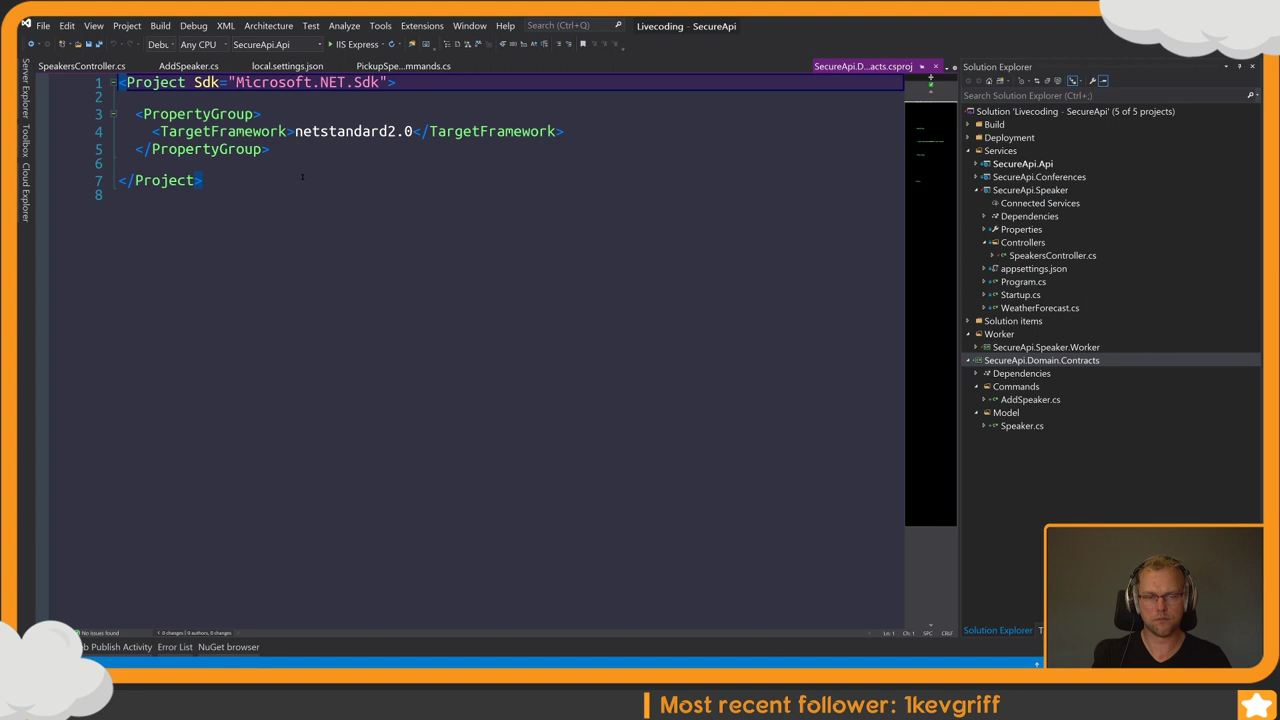 File Edit View Project Build Debug XML Architecture Test Analyze Tools Extensions Window Help Search (Ctrl+Q) Livecoding - SecureApi
Debu Any CPU SecureApi.Api IIS Express
SpeakersController.cs AddSpeaker.cs local.settings.json PickupSpe...mmands.cs SecureApi.D...acts.csproj
Server Explorer Toolbox Cloud Explorer
1 <Project Sdk="Microsoft.NET.Sdk">
2
3 <PropertyGroup>
4 <TargetFramework>netstandard2.0</TargetFramework>
5 </PropertyGroup>
6
7 </Project>
8
Solution Explorer
Search Solution Explorer (Ctrl+;)
Solution 'Livecoding - SecureApi' (5 of 5 projects)
Build
Deployment
Services
SecureApi.Api
SecureApi.Conferences
SecureApi.Speaker
Connected Services
Dependencies
Properties
Controllers
SpeakersController.cs
appsettings.json
Program.cs
Startup.cs
WeatherForecast.cs
Solution items
Worker
SecureApi.Speaker.Worker
SecureApi.Domain.Contracts
Dependencies
Commands
AddSpeaker.cs
Model
Speaker.cs
No issues found 0 changes | 0 authors, 0 changes Ln: 1 Ch: 1 SPC CRLF
Solution Explorer T
b Publish Activity Error List NuGet browser
Most recent follower: 1kevgriff